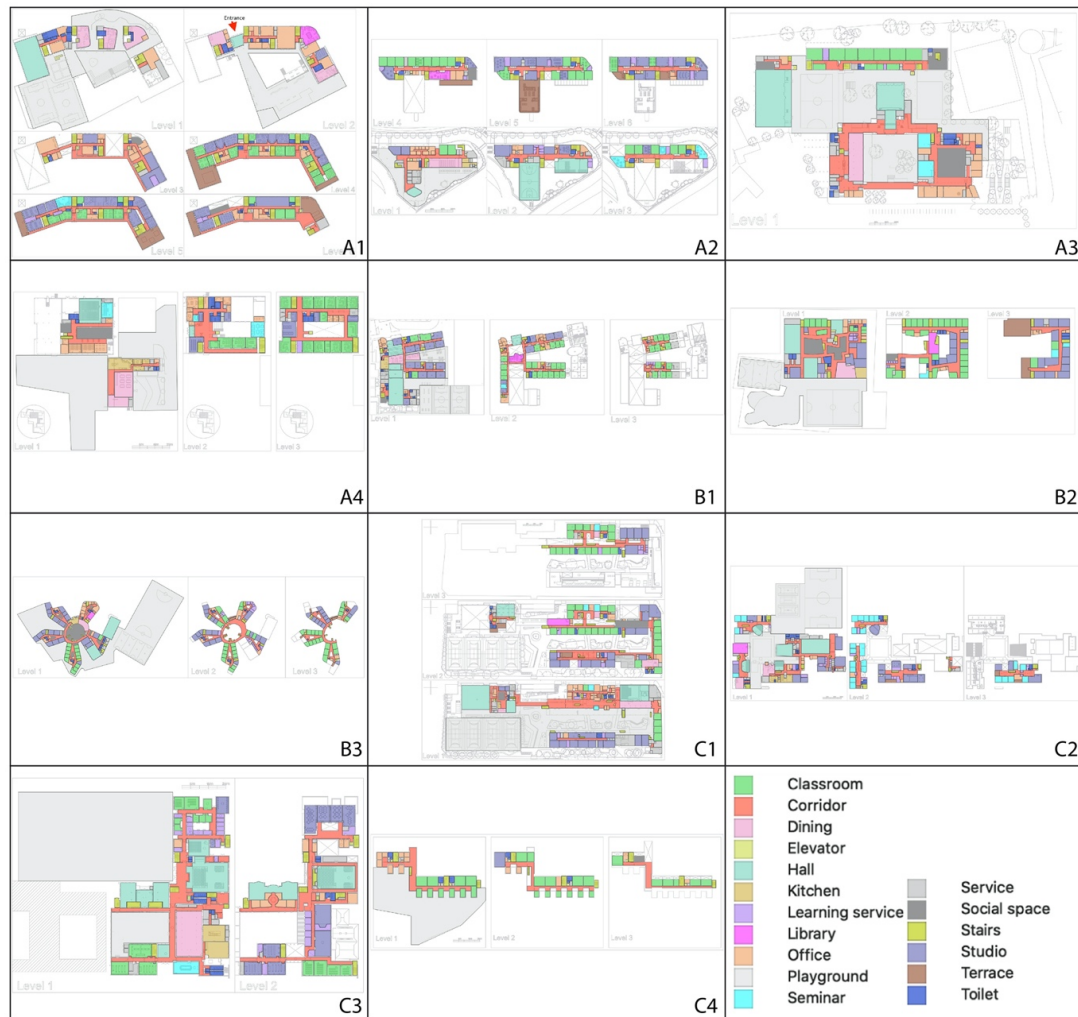 Entrance
Level 1
Level 2
Level 3
Level 4
Level 5
Level
A1
Level 4
Level 5
Level 6
Level 1
Level 2
Level 3
A2
Level 1
A3
Level 1
Level 2
Level 3
A4
Level 1
Level 2
Level 3
B1
Level 1
Level 2
Level 3
B2
Level 1
Level 2
Level 3
B3
C1
Level 1
Level 2
Level 3
C2
Level 1
Level 2
C3
Level 1
Level 2
Level 3
C4
Classroom
Corridor
Dining
Elevator
Hall
Kitchen
Learning service
Library
Office
Playground
Seminar
Service
Social space
Stairs
Studio
Terrace
Toilet